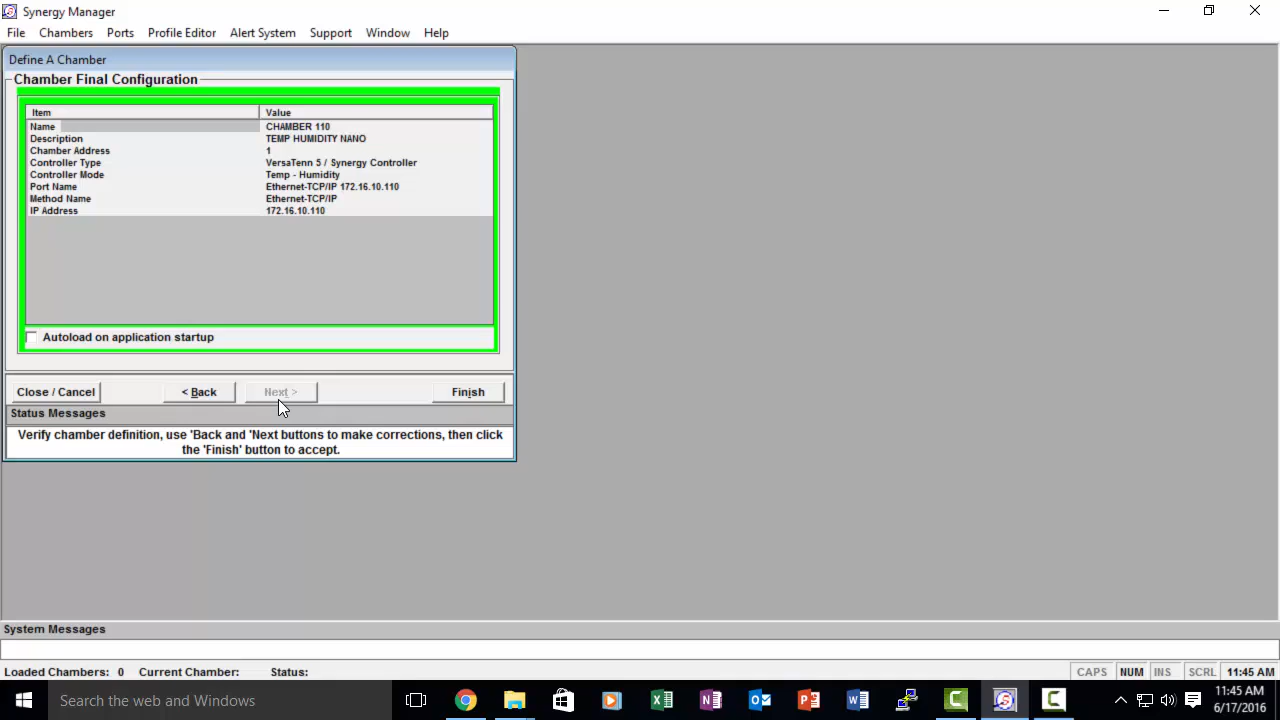 Synergy Manager
File Chambers Ports Profile Editor Alert System Support Window Help
Define A Chamber
Chamber Final Configuration
Item Value
Name CHAMBER 110
Description TEMP HUMIDITY NANO
Chamber Address 1
Controller Type VersaTenn 5 / Synergy Controller
Controller Mode Temp - Humidity
Port Name Ethernet-TCP/IP 172.16.10.110
Method Name Ethernet-TCP/IP
IP Address 172.16.10.110
Autoload on application startup
Close / Cancel < Back Next > Finish
Status Messages
Verify chamber definition, use 'Back and 'Next buttons to make corrections, then click
the 'Finish' button to accept.
System Messages
Loaded Chambers: 0 Current Chamber: Status: CAPS NUM INS SCRL 11:45 AM
Search the web and Windows
11:45 AM
6/17/2016